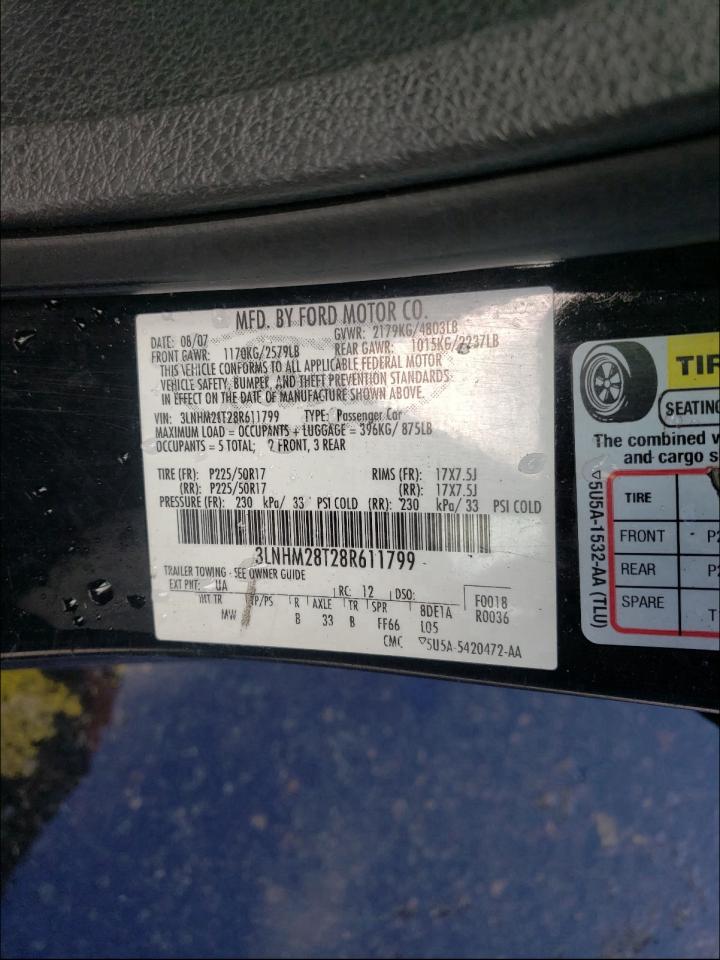 MFD. BY FORD MOTOR CO.
DATE: 08/07 GVWR: 2179KG/4803LB
FRONT GAWR: 1170KG/2579LB REAR GAWR: 1015KG/2237LB
THIS VEHICLE CONFORMS TO ALL APPLICABLE FEDERAL MOTOR
VEHICLE SAFETY, BUMPER, AND THEFT PREVENTION STANDARDS
IN EFFECT ON THE DATE OF MANUFACTURE SHOWN ABOVE.
VIN: 3LNHM28T28R611799 TYPE: Passenger Car
MAXIMUM LOAD = OCCUPANTS + LUGGAGE = 396KG/ 875LB
OCCUPANTS = 5 TOTAL; 2 FRONT, 3 REAR
TIRE (FR): P225/50R17 RIMS (FR): 17X7.5J
(RR): P225/50R17 (RR): 17X7.5J
PRESSURE (FR): 230 kPa/ 33 PSI COLD (RR): 230 kPa/ 33 PSI COLD
3LNHM28T28R611799
TRAILER TOWING - SEE OWNER GUIDE
EXT PNT: UA RC: 12 DSO: F0018
INT TR TP/PS R AXLE TR SPR 8DE1A R0036
MW B 33 B FF66 L05
CMC ▽5U5A-5420472-AA
SEATING
The combined
and cargo
TIRE
FRONT
REAR
SPARE T
▽5U5A-1532-AA (TLU)